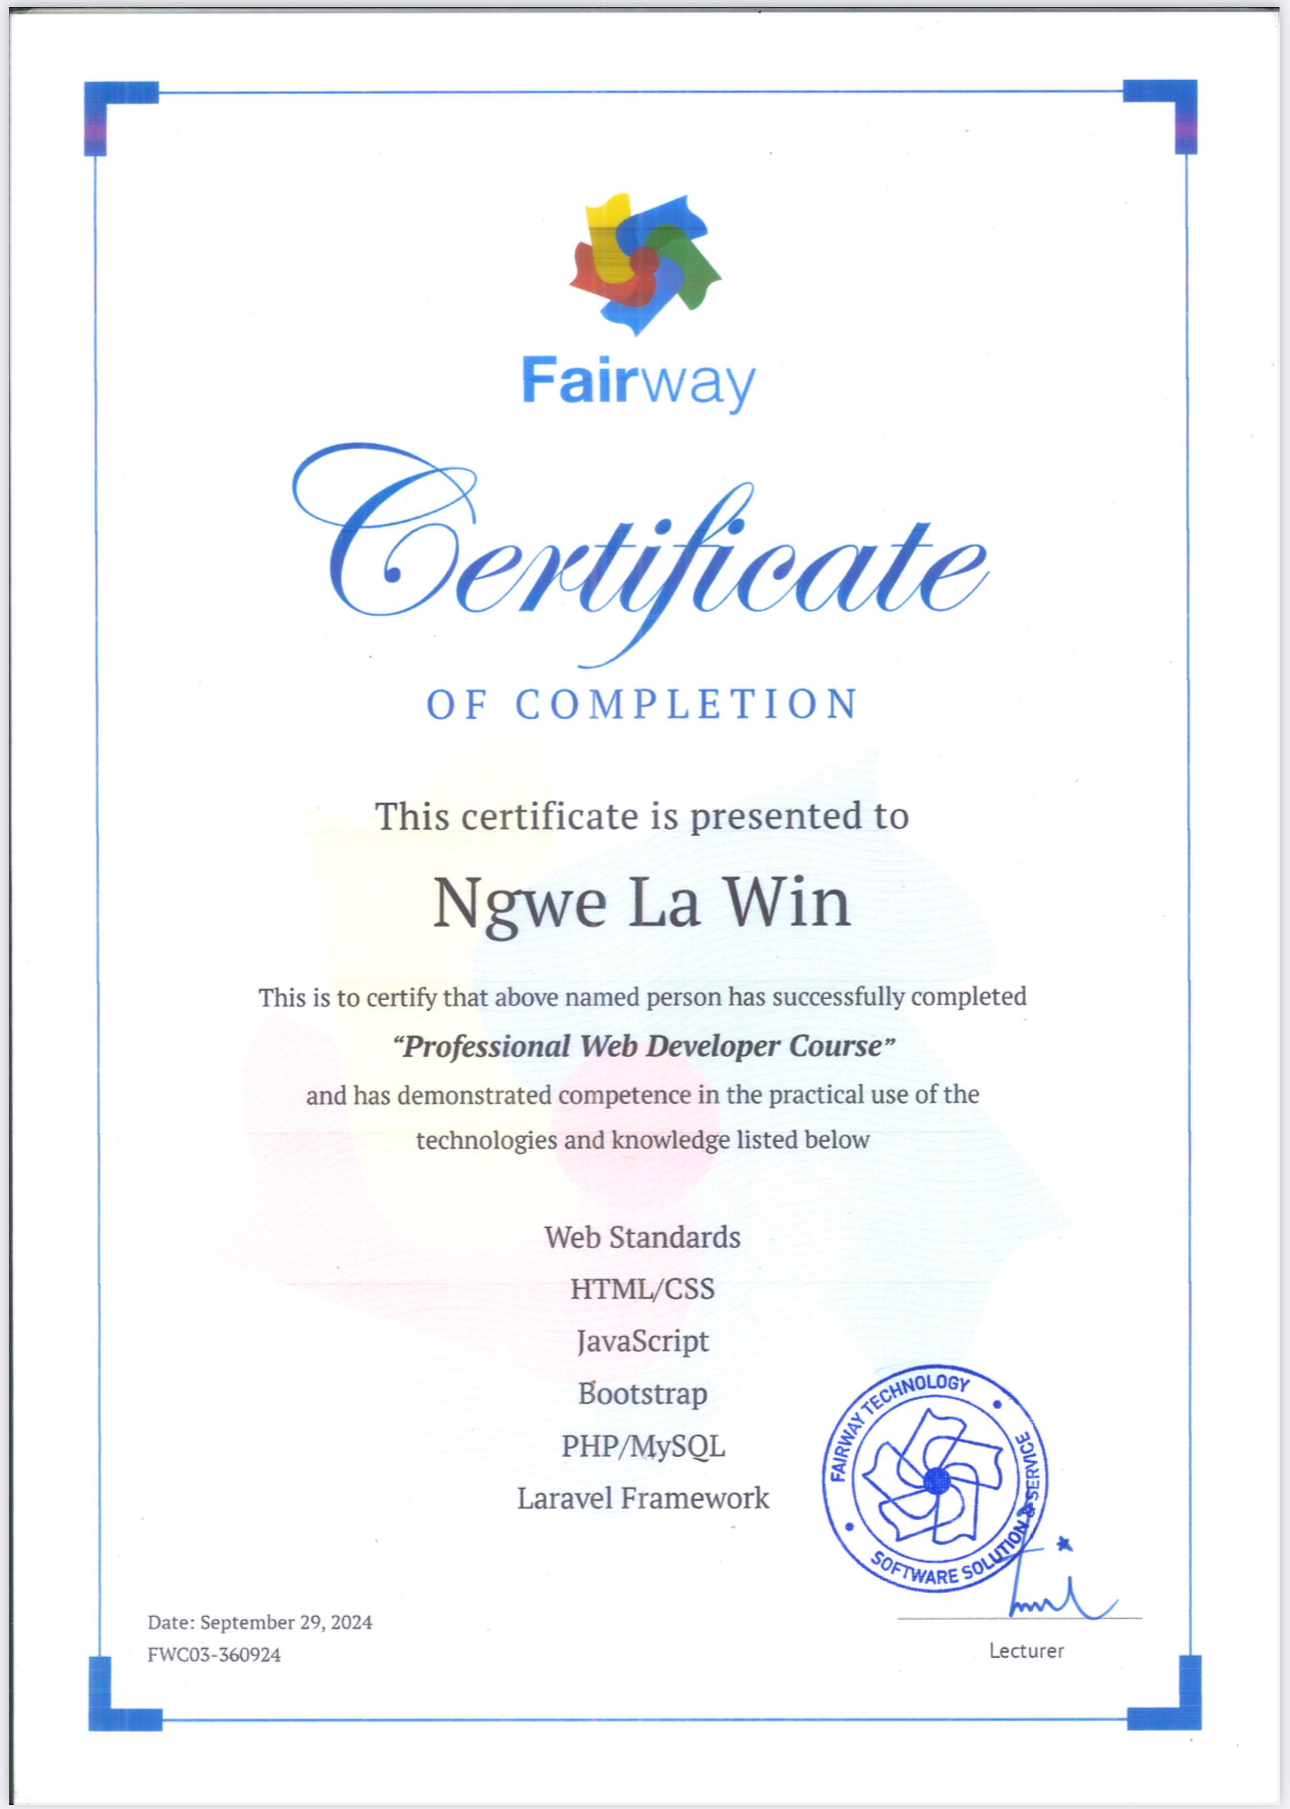 Fairway
Certificate
OF COMPLETION
This certificate is presented to
Ngwe La Win
This is to certify that above named person has successfully completed
“Professional Web Developer Course”
and has demonstrated competence in the practical use of the
technologies and knowledge listed below
Web Standards
HTML/CSS
JavaScript
Bootstrap
PHP/MySQL
Laravel Framework
FAIRWAY TECHNOLOGY
SOFTWARE SOLUTION & SERVICE
Date: September 29, 2024
FWC03-360924
Lecturer